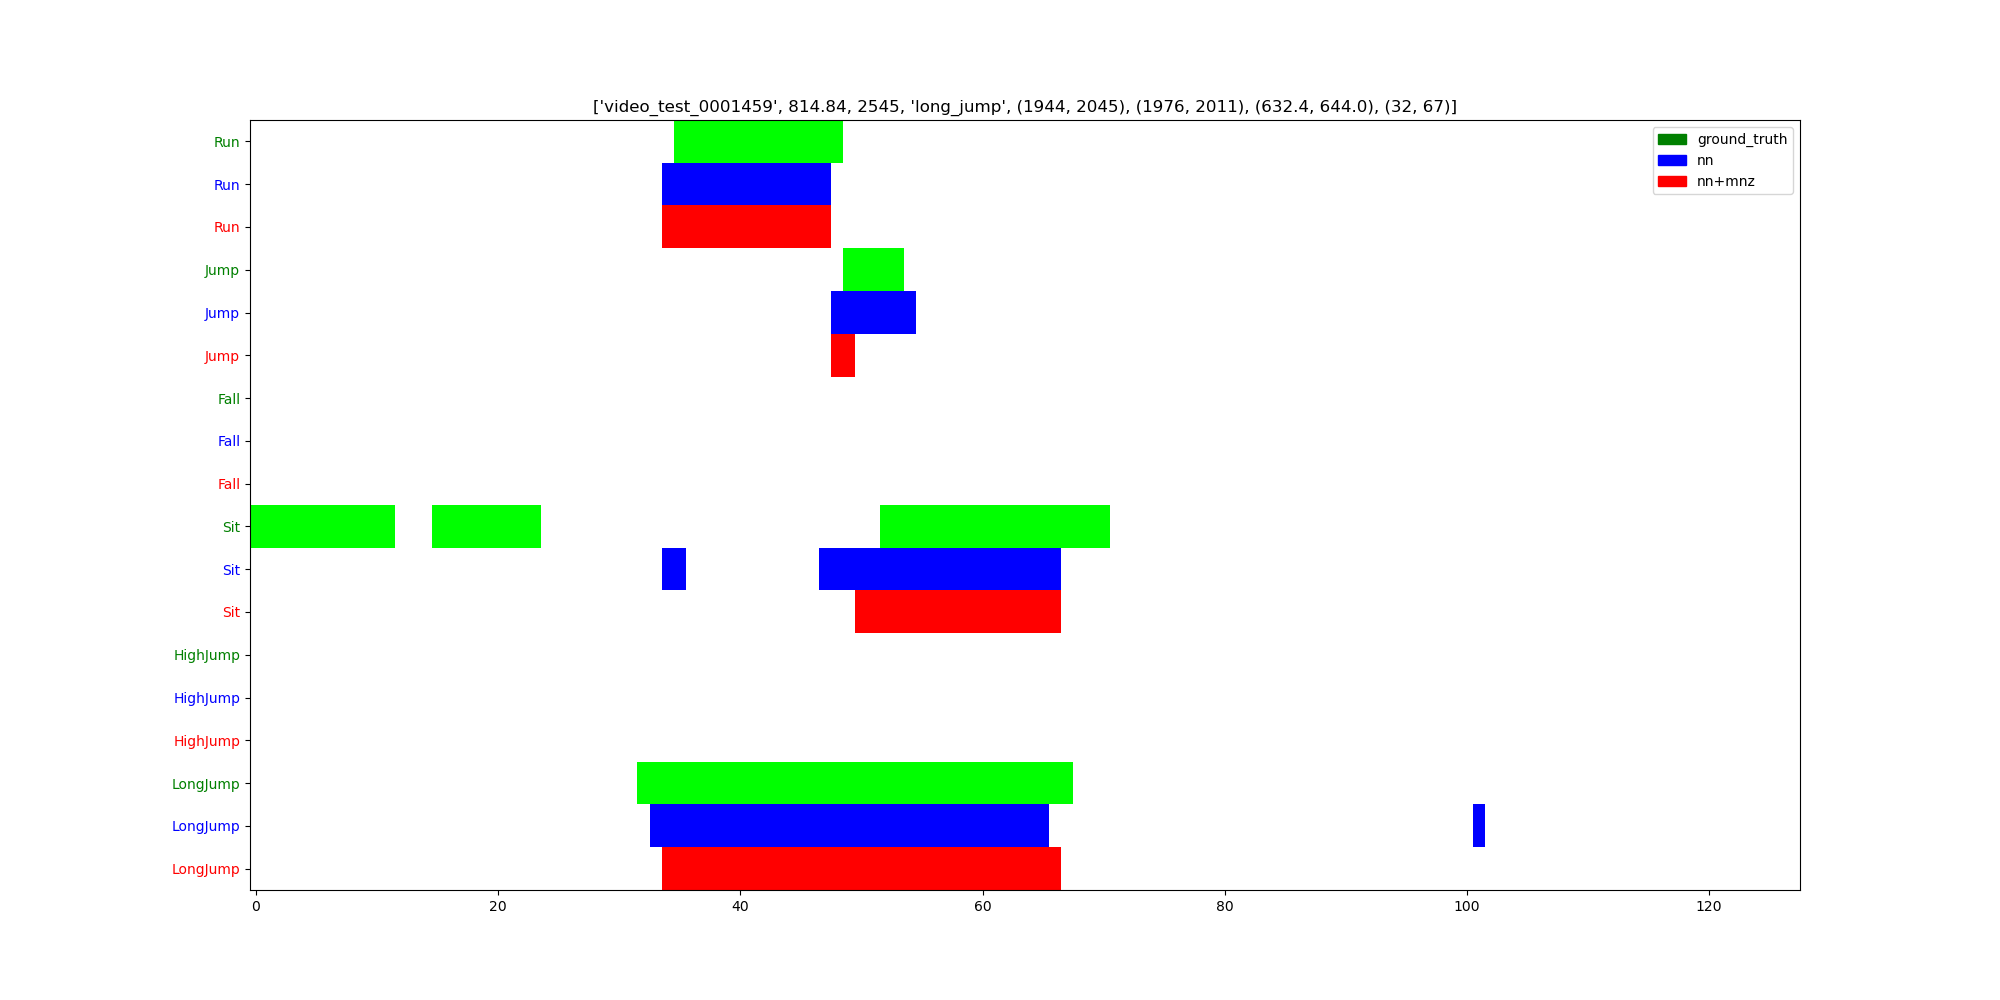 ['video_test_0001459', 814.84, 2545, 'long_jump', (1944, 2045), (1976, 2011), (632.4, 644.0), (32, 67)]
ground_truth
nn
nn+mnz
Run
Run
Run
Jump
Jump
Jump
Fall
Fall
Fall
Sit
Sit
Sit
HighJump
HighJump
HighJump
LongJump
LongJump
LongJump
0 20 40 60 80 100 120